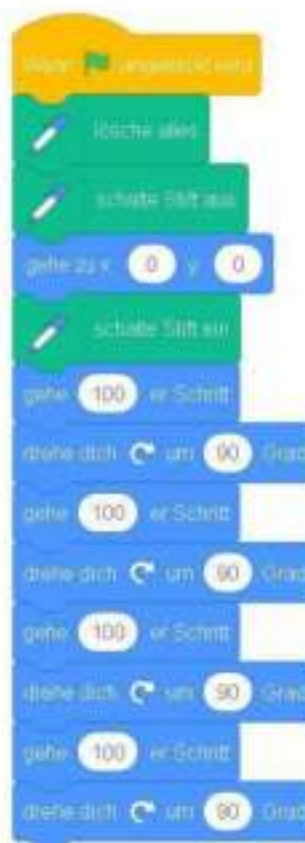 Wenn angeklickt wird
lösche alles
schalte Stift aus
gehe zu x: 0 y: 0
schalte Stift ein
gehe 100 er Schritt
drehe dich um 90 Grad
gehe 100 er Schritt
drehe dich um 90 Grad
gehe 100 er Schritt
drehe dich um 90 Grad
gehe 100 er Schritt
drehe dich um 90 Grad